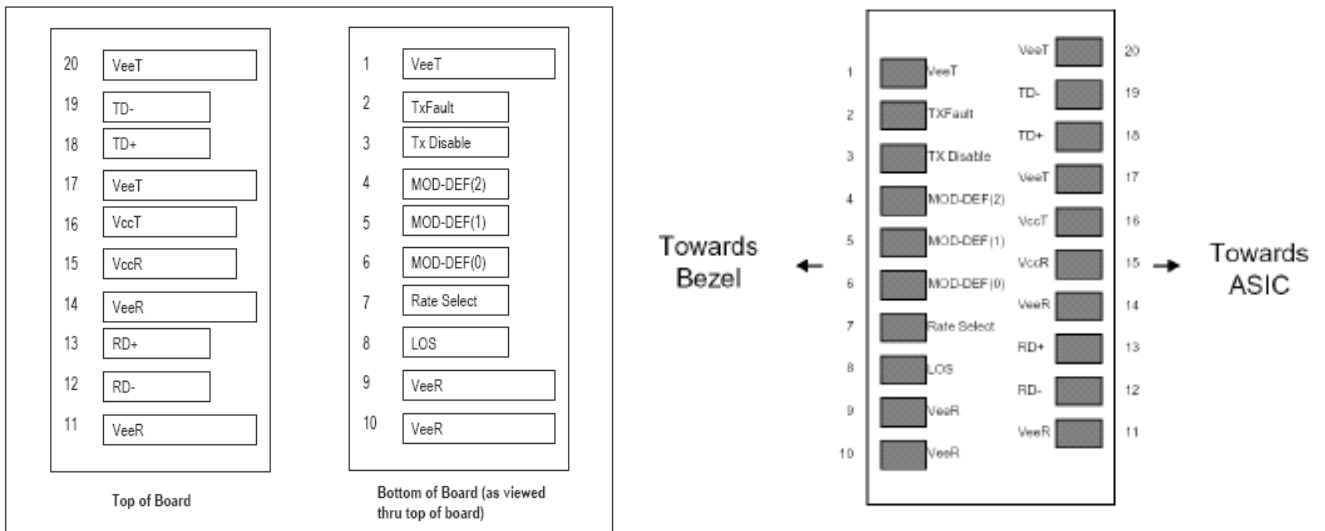 20 VeeT
19 TD-
18 TD+
17 VeeT
16 VccT
15 VccR
14 VeeR
13 RD+
12 RD-
11 VeeR
Top of Board
1 VeeT
2 TxFault
3 Tx Disable
4 MOD-DEF(2)
5 MOD-DEF(1)
6 MOD-DEF(0)
7 Rate Select
8 LOS
9 VeeR
10 VeeR
Bottom of Board (as viewed
thru top of board)
Towards
Bezel
1 VeeT
2 TXFault
3 TX Disable
4 MOD-DEF(2)
5 MOD-DEF(1)
6 MOD-DEF(0)
7 Rate Select
8 LOS
9 VeeR
10 VeeR
VeeT 20
TD- 19
TD+ 18
VeeT 17
VccT 16
VccR 15
VeeR 14
RD+ 13
RD- 12
VeeR 11
Towards
ASIC